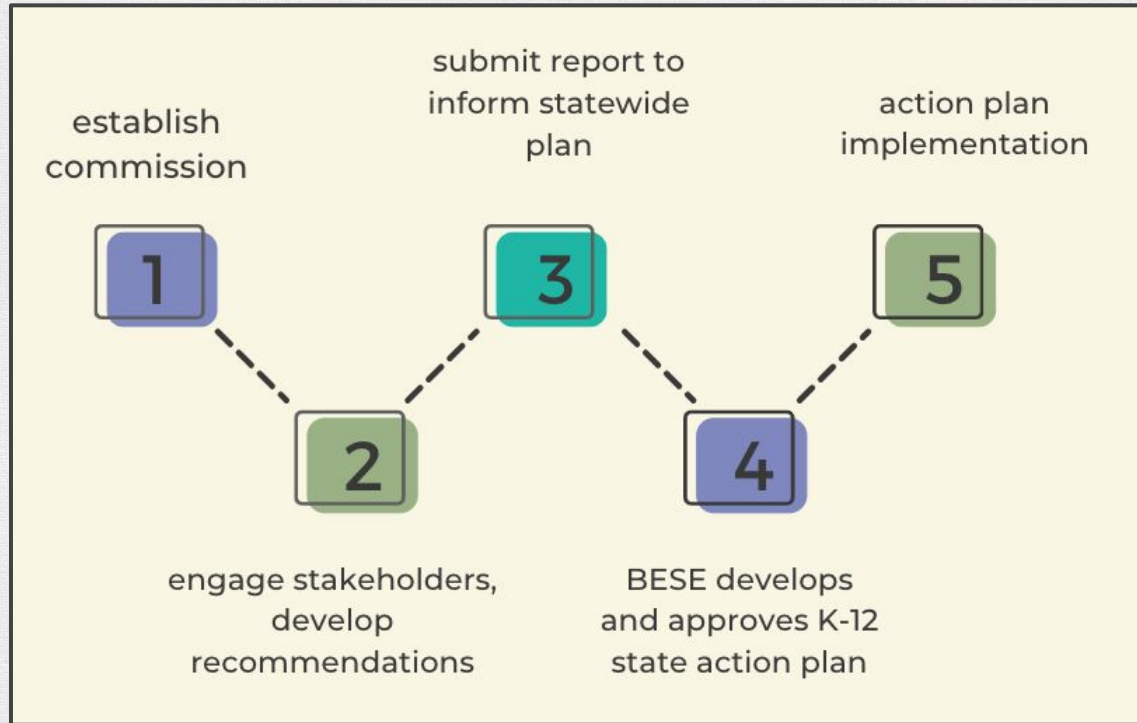 establish
commission
1
engage stakeholders,
develop
recommendations
2
submit report to
inform statewide
plan
3
BESE develops
and approves K-12
state action plan
4
action plan
implementation
5